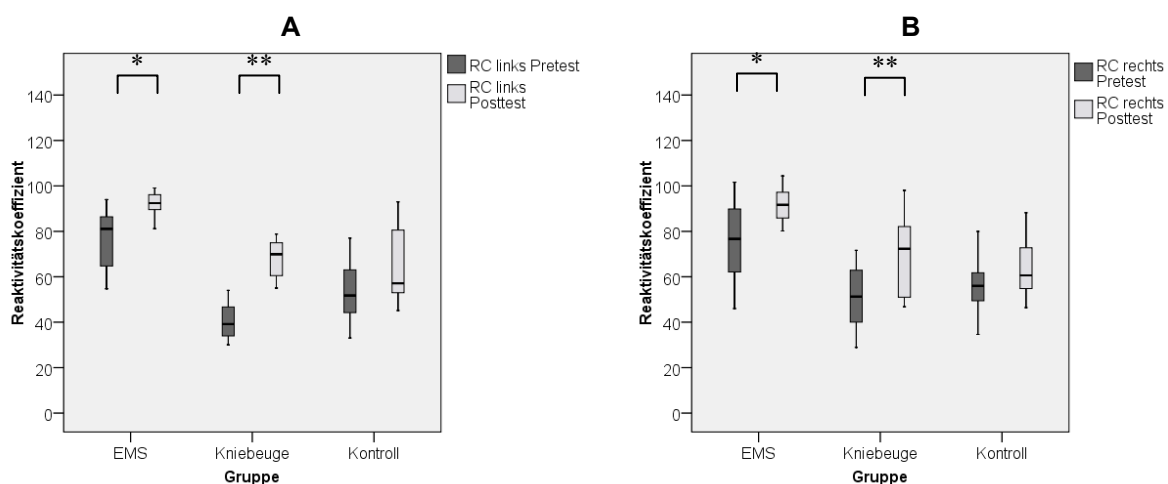 A
* **
RC links Pretest
RC links
Posttest
140
120
100
80
60
40
20
0
Reaktivitätskoeffizient
EMS Kniebeuge Kontroll
Gruppe
B
* **
RC rechts
Pretest
RC rechts
Posttest
140
120
100
80
60
40
20
0
Reaktivitätskoeffizient
EMS Kniebeuge Kontroll
Gruppe